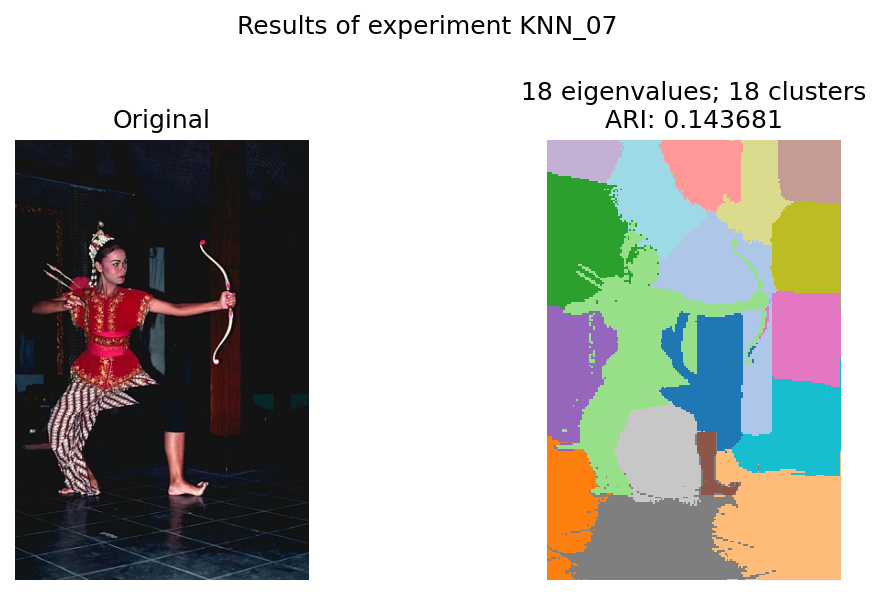 Results of experiment KNN_07
Original
18 eigenvalues; 18 clusters
ARI: 0.143681